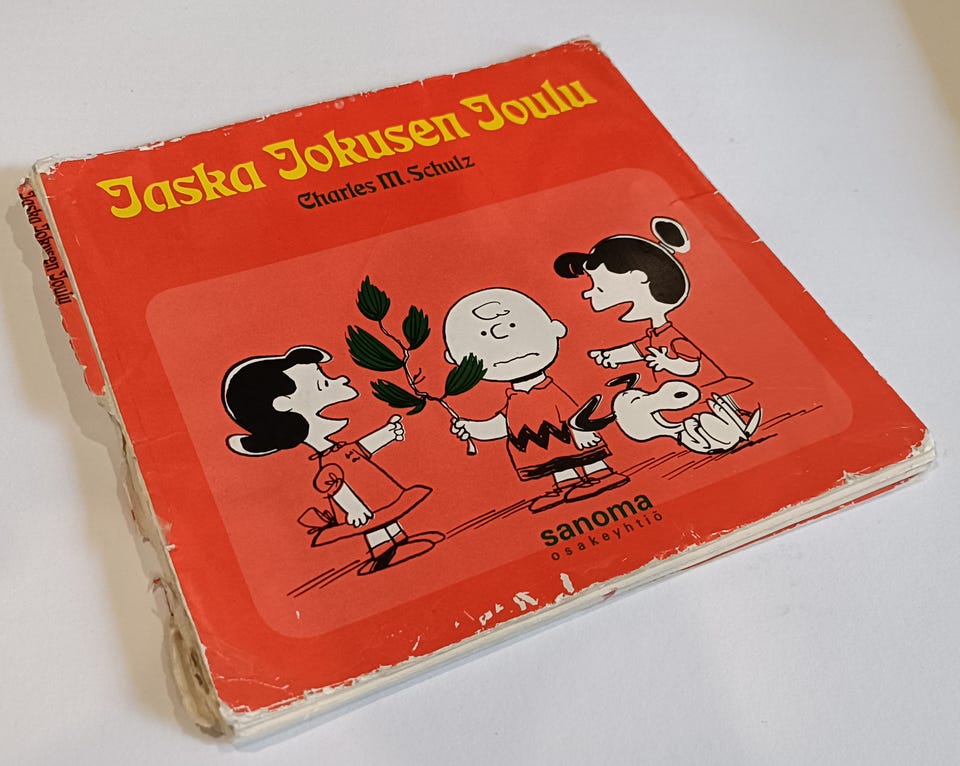 Jaska Jokusen Joulu
Charles M. Schulz
sanoma
osakeyhtiö
Jaska Jokusen Joulu